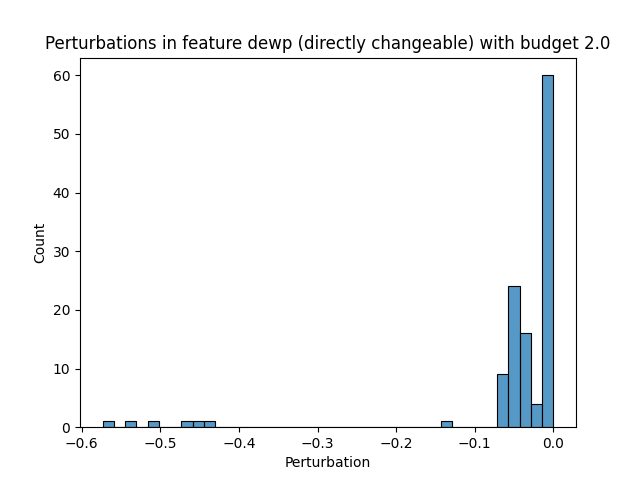 Perturbations in feature dewp (directly changeable) with budget 2.0
60
50
40
30
20
10
0
Count
−0.6 −0.5 −0.4 −0.3 −0.2 −0.1 0.0
Perturbation